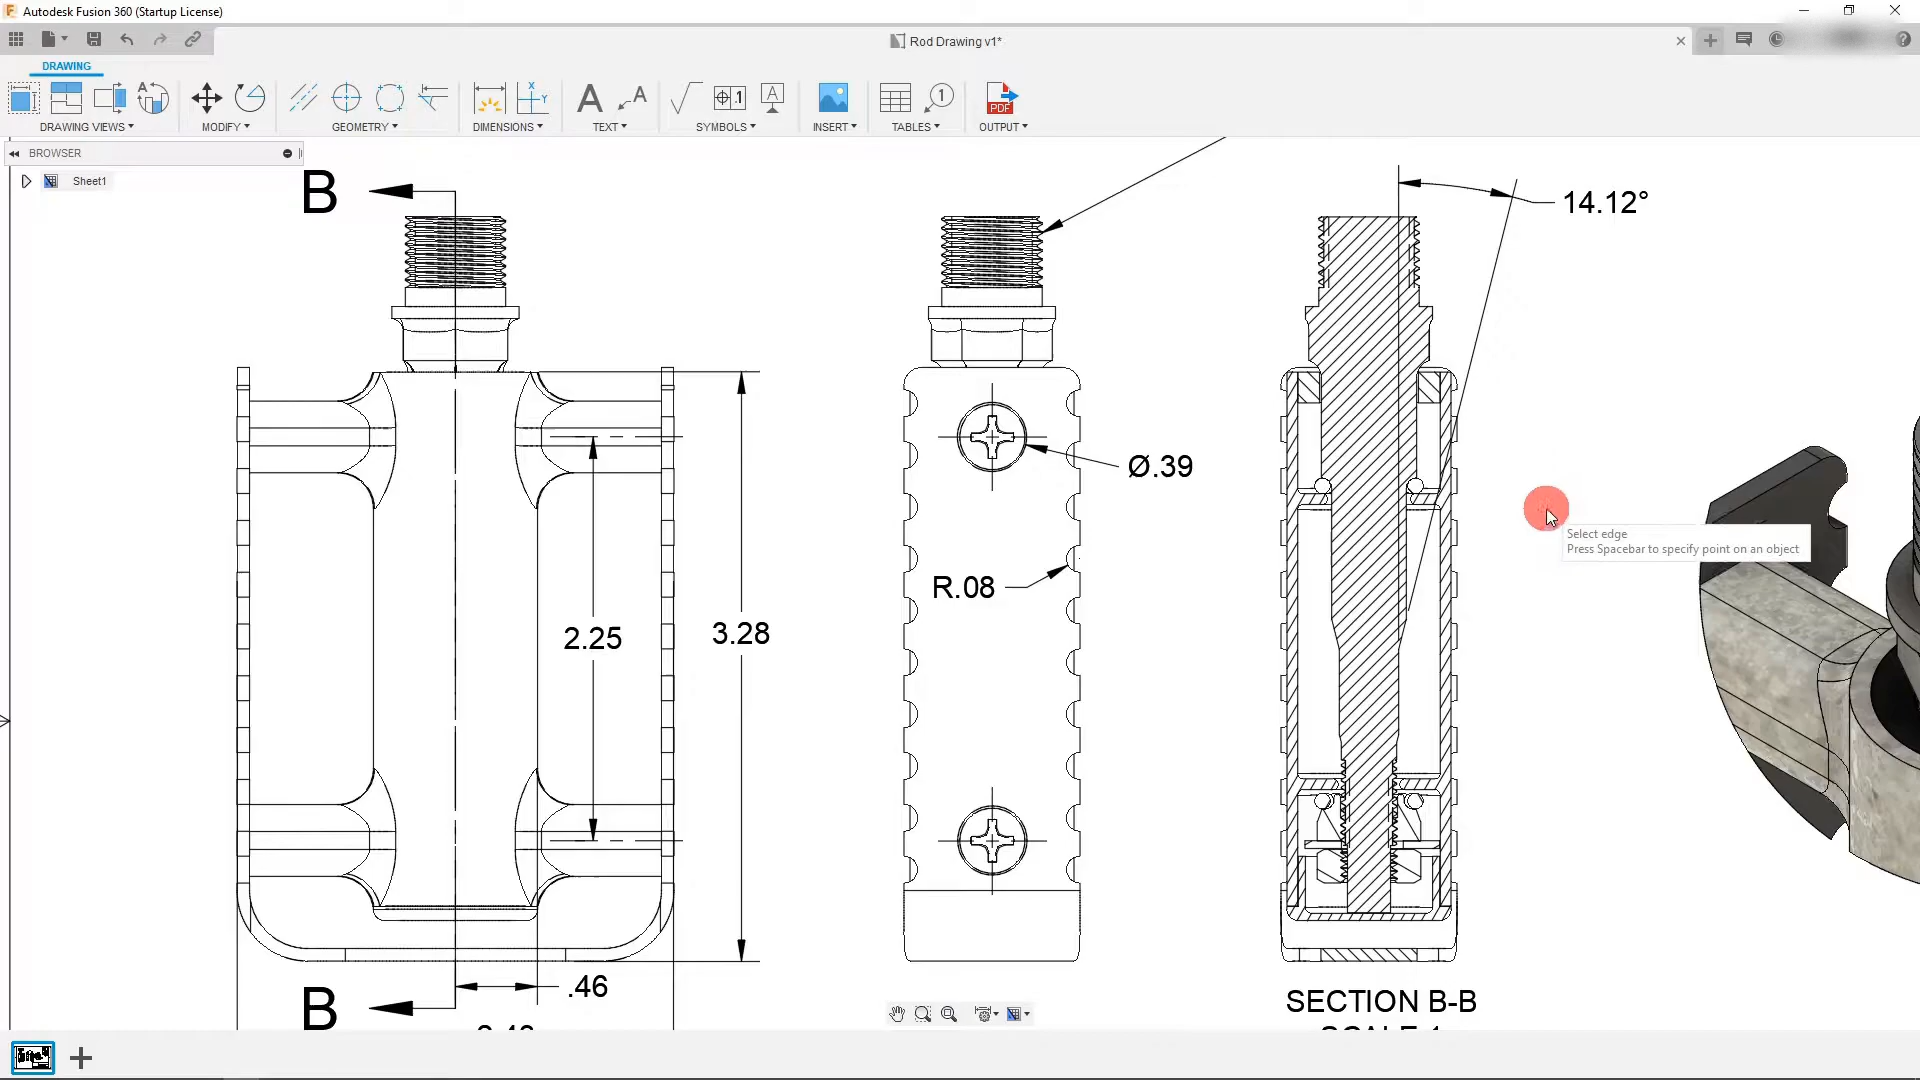 Autodesk Fusion 360 (Startup License)
Rod Drawing v1*
DRAWING
DRAWING VIEWS
MODIFY
GEOMETRY
DIMENSIONS
TEXT
SYMBOLS
INSERT
TABLES
OUTPUT
BROWSER
Sheet1
B
14.12°
Ø.39
Select edge
Press Spacebar to specify point on an object
R.08
2.25
3.28
.46
B
SECTION B-B